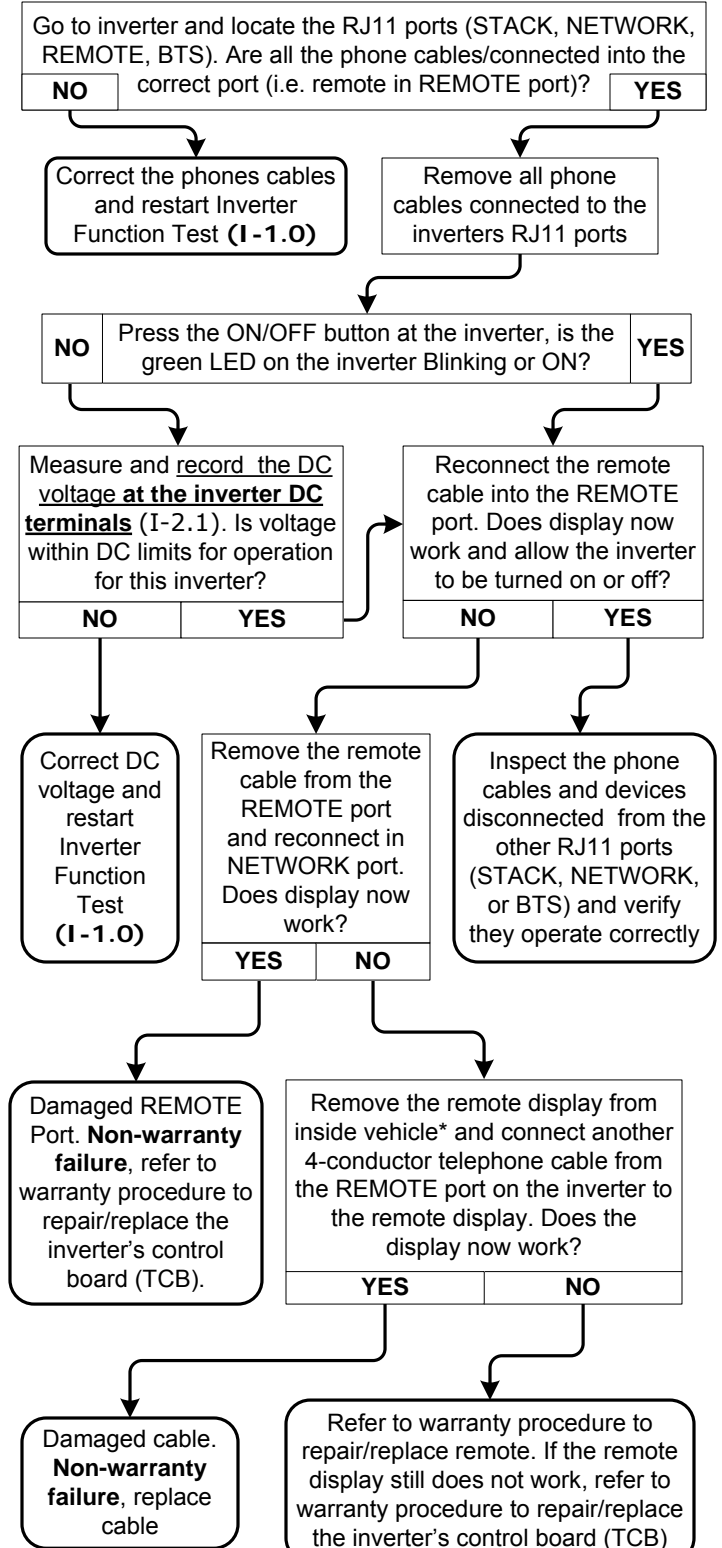 Go to inverter and locate the RJ11 ports (STACK, NETWORK,
REMOTE, BTS). Are all the phone cables/connected into the
correct port (i.e. remote in REMOTE port)?
NO
YES
Correct the phones cables
and restart Inverter
Function Test (I-1.0)
Remove all phone
cables connected to the
inverters RJ11 ports
NO
Press the ON/OFF button at the inverter, is the
green LED on the inverter Blinking or ON?
YES
Measure and record the DC
voltage at the inverter DC
terminals (I-2.1). Is voltage
within DC limits for operation
for this inverter?
NO
YES
Reconnect the remote
cable into the REMOTE
port. Does display now
work and allow the inverter
to be turned on or off?
NO
YES
Correct DC
voltage and
restart
Inverter
Function
Test
(I-1.0)
Remove the remote
cable from the
REMOTE port
and reconnect in
NETWORK port.
Does display now
work?
YES
NO
Inspect the phone
cables and devices
disconnected from the
other RJ11 ports
(STACK, NETWORK,
or BTS) and verify
they operate correctly
Damaged REMOTE
Port. Non-warranty
failure, refer to
warranty procedure to
repair/replace the
inverter's control
board (TCB).
Remove the remote display from
inside vehicle* and connect another
4-conductor telephone cable from
the REMOTE port on the inverter to
the remote display. Does the
display now work?
YES
NO
Damaged cable.
Non-warranty
failure, replace
cable
Refer to warranty procedure to
repair/replace remote. If the remote
display still does not work, refer to
warranty procedure to repair/replace
the inverter's control board (TCB)